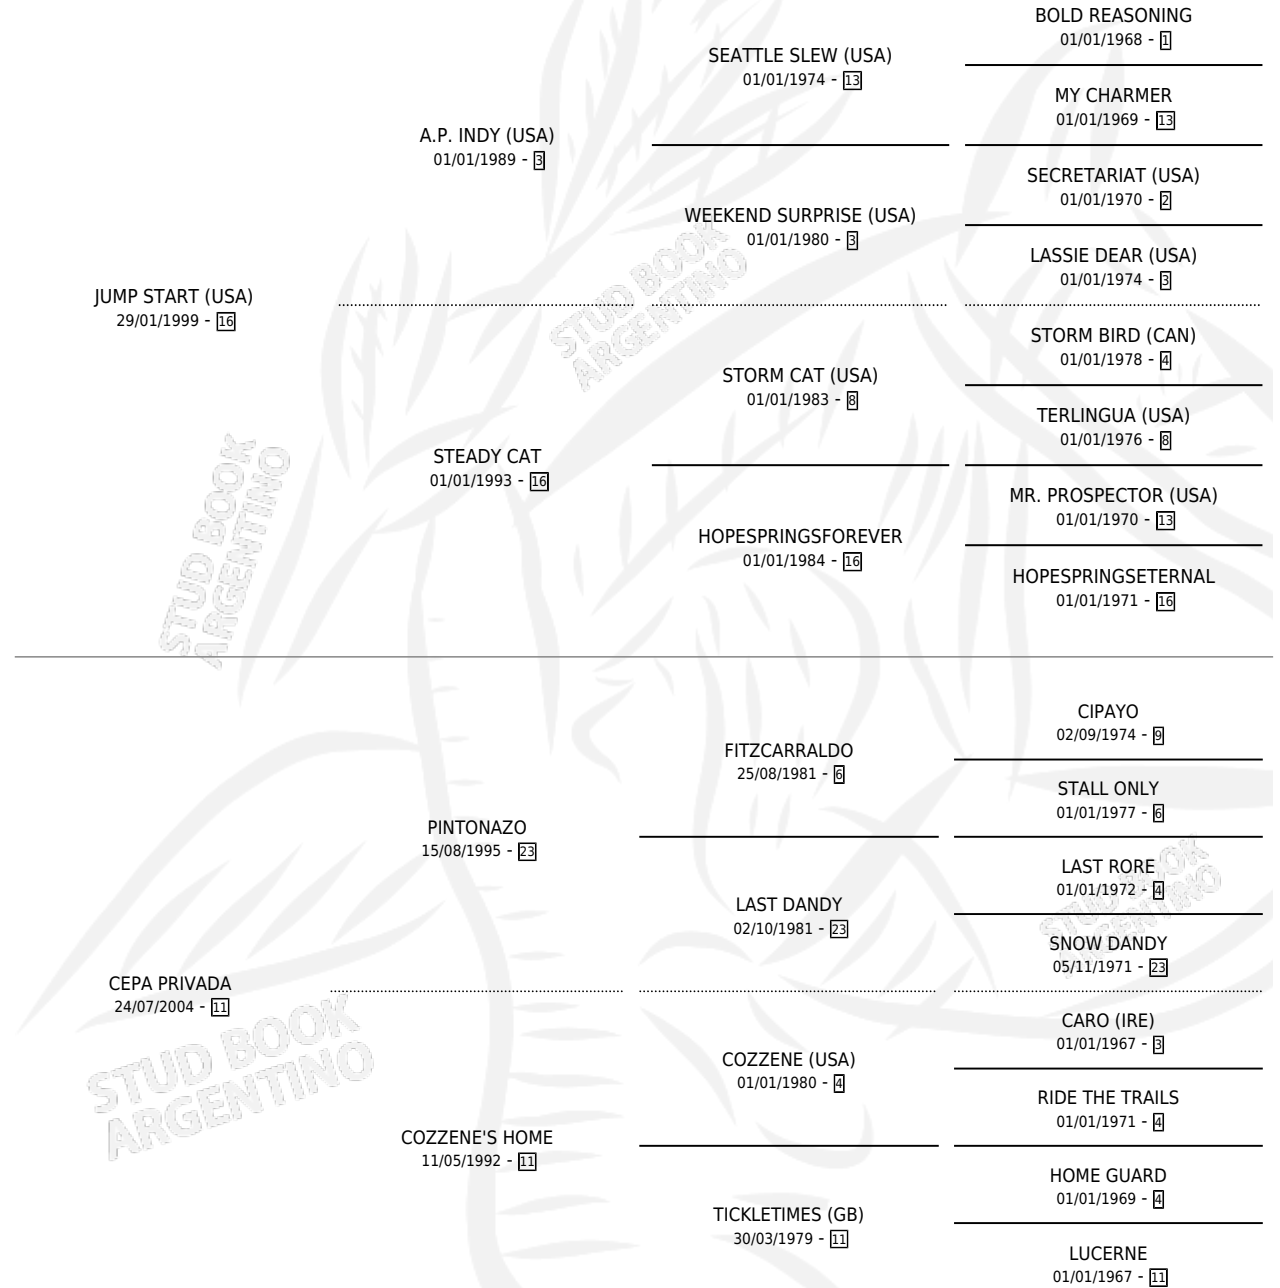 BOLD REASONING
01/01/1968 - 1
SEATTLE SLEW (USA)
01/01/1974 - 13
MY CHARMER
01/01/1969 - 13
A.P. INDY (USA)
01/01/1989 - 3
SECRETARIAT (USA)
01/01/1970 - 2
WEEKEND SURPRISE (USA)
01/01/1980 - 3
LASSIE DEAR (USA)
01/01/1974 - 3
JUMP START (USA)
29/01/1999 - 16
STORM BIRD (CAN)
01/01/1978 - 4
STORM CAT (USA)
01/01/1983 - 8
TERLINGUA (USA)
01/01/1976 - 8
STEADY CAT
01/01/1993 - 16
MR. PROSPECTOR (USA)
01/01/1970 - 13
HOPESPRINGSFOREVER
01/01/1984 - 16
HOPESPRINGSETERNAL
01/01/1971 - 16
CIPAYO
02/09/1974 - 9
FITZCARRALDO
25/08/1981 - 6
STALL ONLY
01/01/1977 - 6
PINTONAZO
15/08/1995 - 23
LAST RORE
01/01/1972 - 4
LAST DANDY
02/10/1981 - 23
SNOW DANDY
05/11/1971 - 23
CEPA PRIVADA
24/07/2004 - 11
CARO (IRE)
01/01/1967 - 3
COZZENE (USA)
01/01/1980 - 4
RIDE THE TRAILS
01/01/1971 - 4
COZZENE'S HOME
11/05/1992 - 11
HOME GUARD
01/01/1969 - 4
TICKLETIMES (GB)
30/03/1979 - 11
LUCERNE
01/01/1967 - 11
STUD BOOK
ARGENTINO
STUD BOOK
ARGENTINO
STUD BOOK
ARGENTINO
STUD BOOK
ARGENTINO